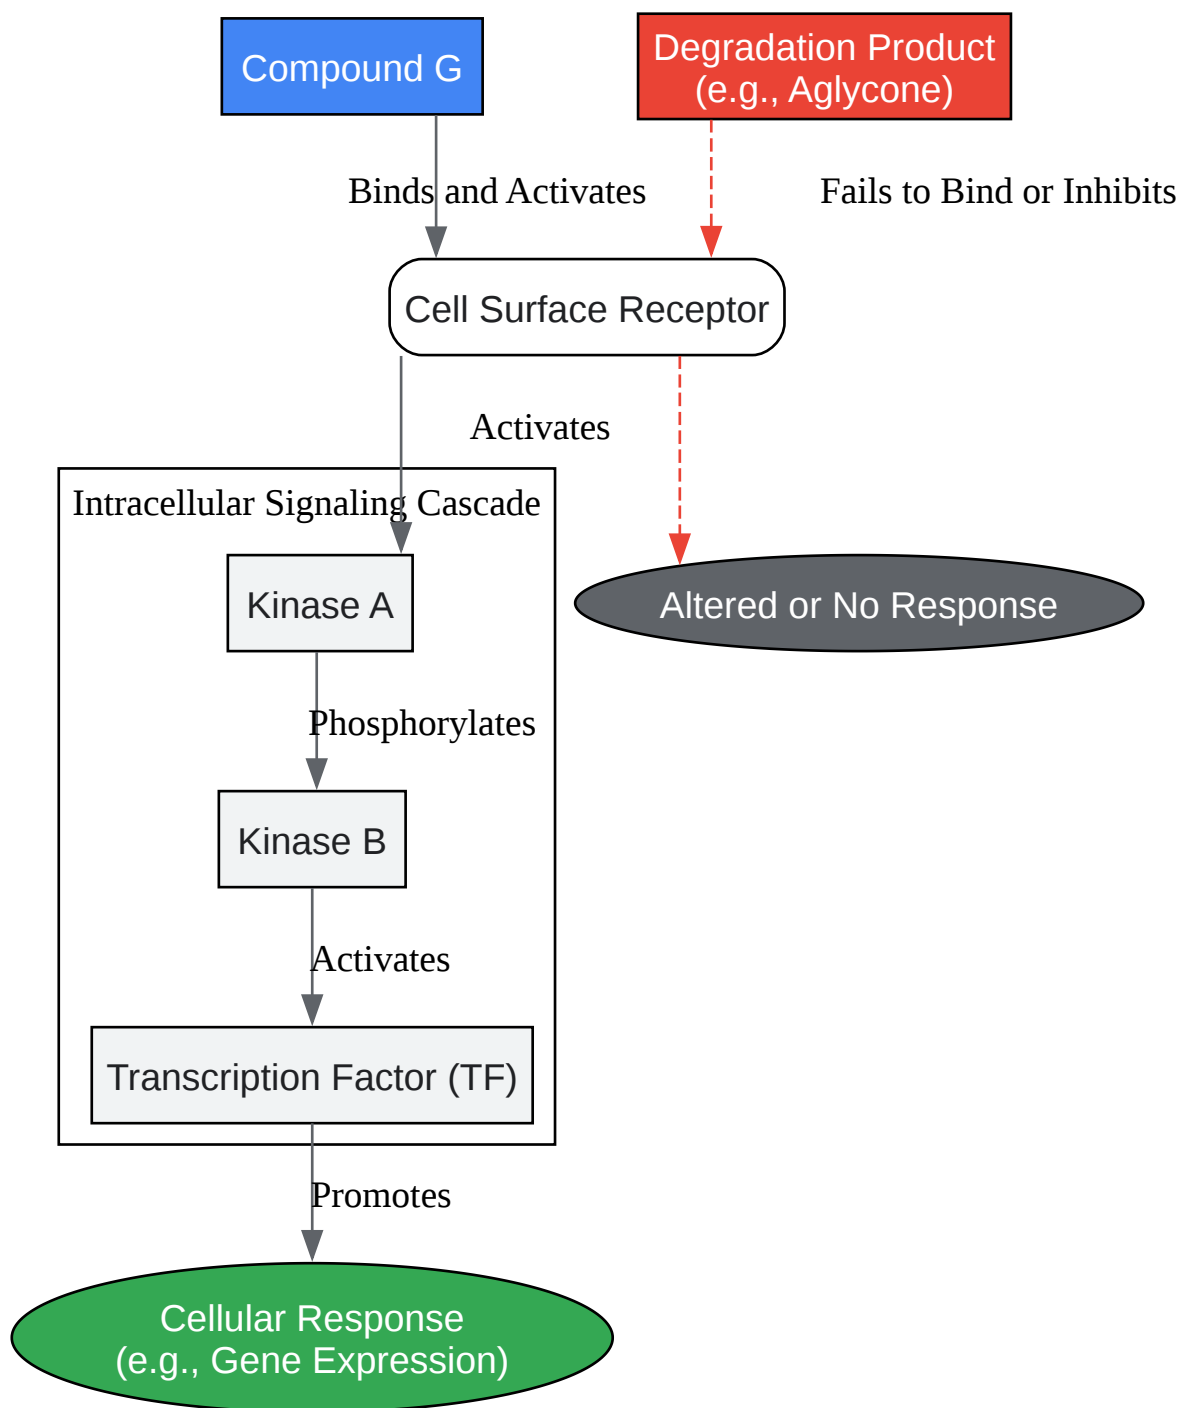 Compound G
Degradation Product
(e.g., Aglycone)
Binds and Activates
Fails to Bind or Inhibits
Cell Surface Receptor
Activates
Intracellular Signaling Cascade
Kinase A
Altered or No Response
Phosphorylates
Kinase B
Activates
Transcription Factor (TF)
Promotes
Cellular Response
(e.g., Gene Expression)